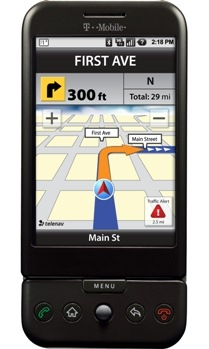 T··Mobile·
2:18 PM
FIRST AVE
300 ft
N
Total: 29 mi
First Ave
Main Street
Traffic Alert
2.5 mi
telenav
Main St
MENU